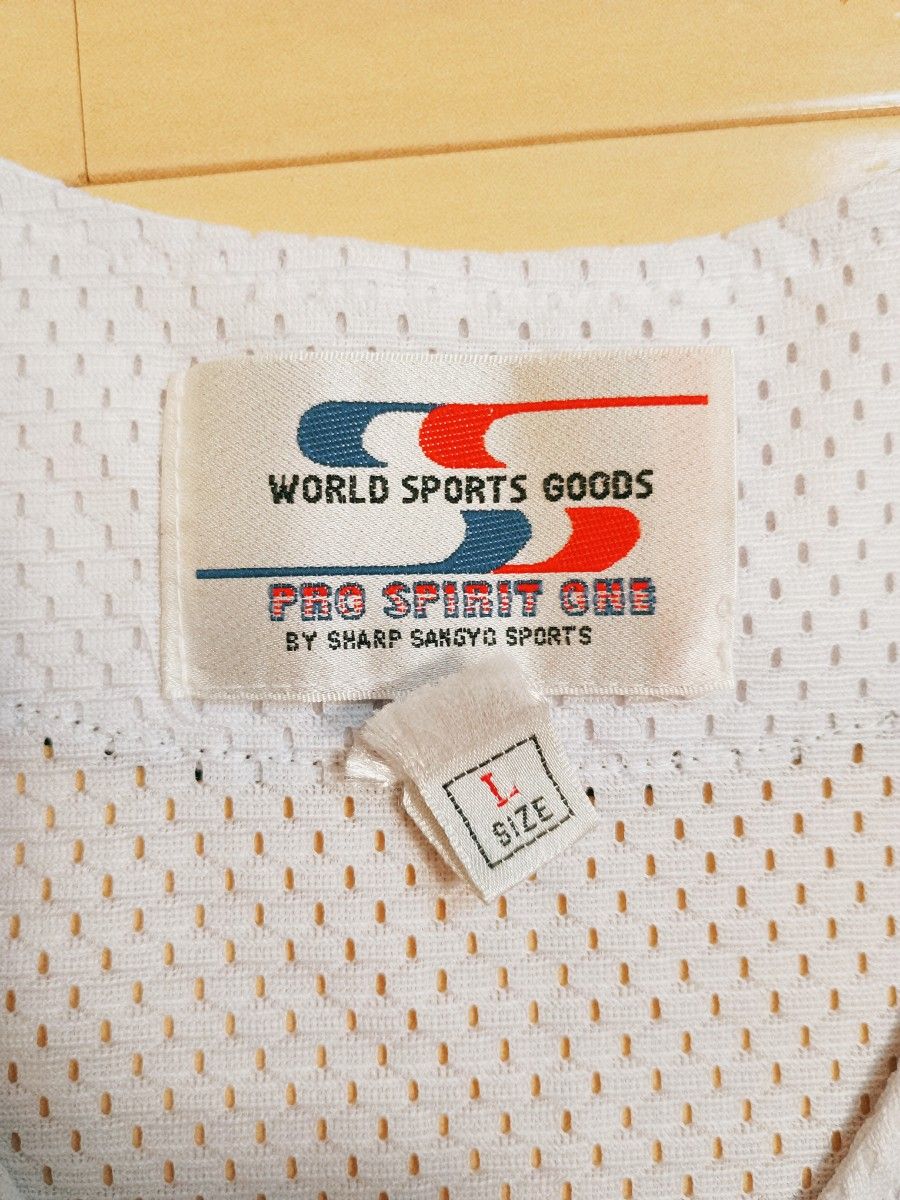 WORLD SPORTS GOODS
PRO SPIRIT ONE
BY SHARP SANGYO SPORTS
L
SIZE